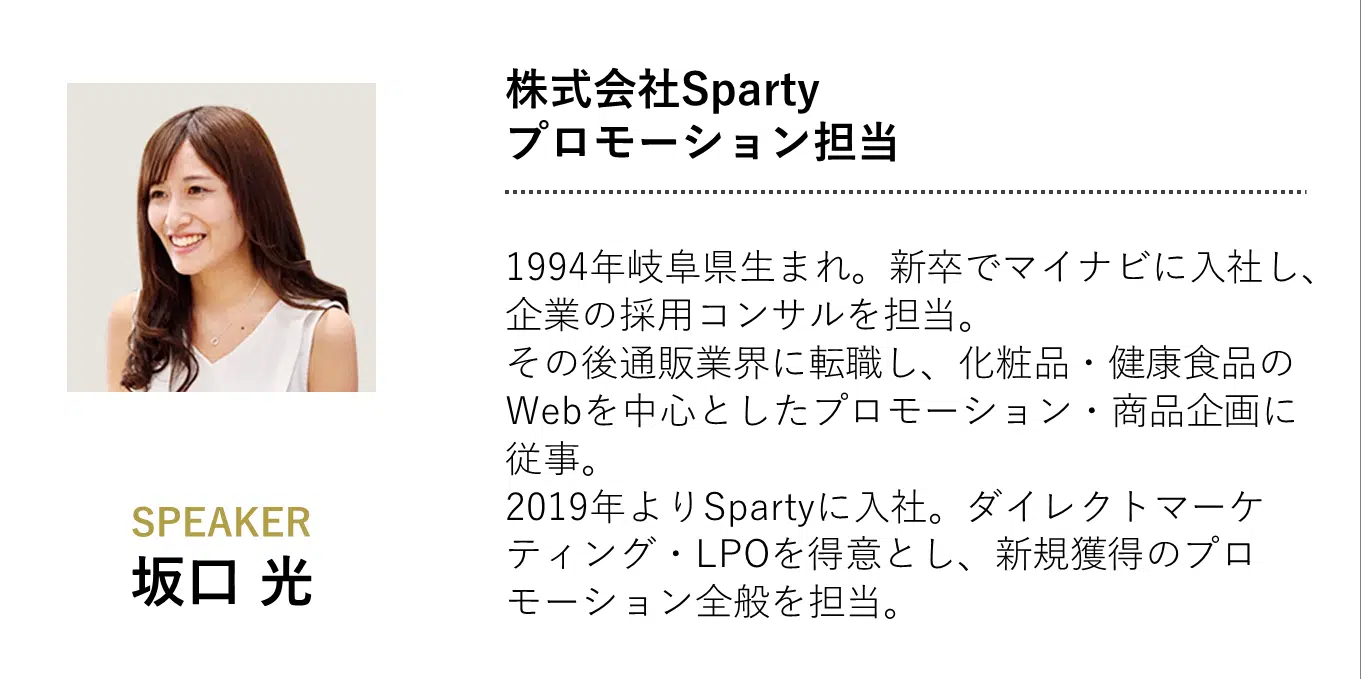 株式会社Sparty
プロモーション担当
1994年岐阜県生まれ。新卒でマイナビに入社し、
企業の採用コンサルを担当。
その後通販業界に転職し、化粧品・健康食品の
Webを中心としたプロモーション・商品企画に
従事。
2019年よりSpartyに入社。ダイレクトマーケ
ティング・LPOを得意とし、新規獲得のプロ
モーション全般を担当。
SPEAKER
坂口 光